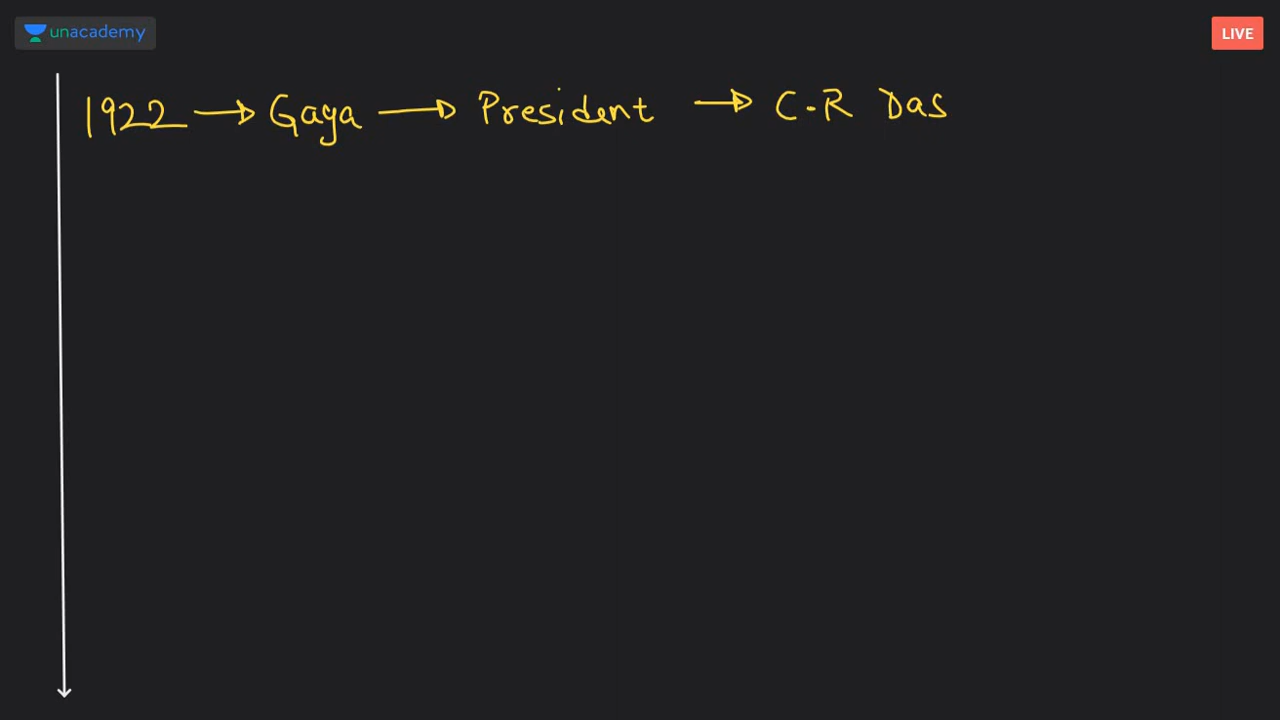 unacademy
LIVE
1922 → Gaya → President → C.R Das